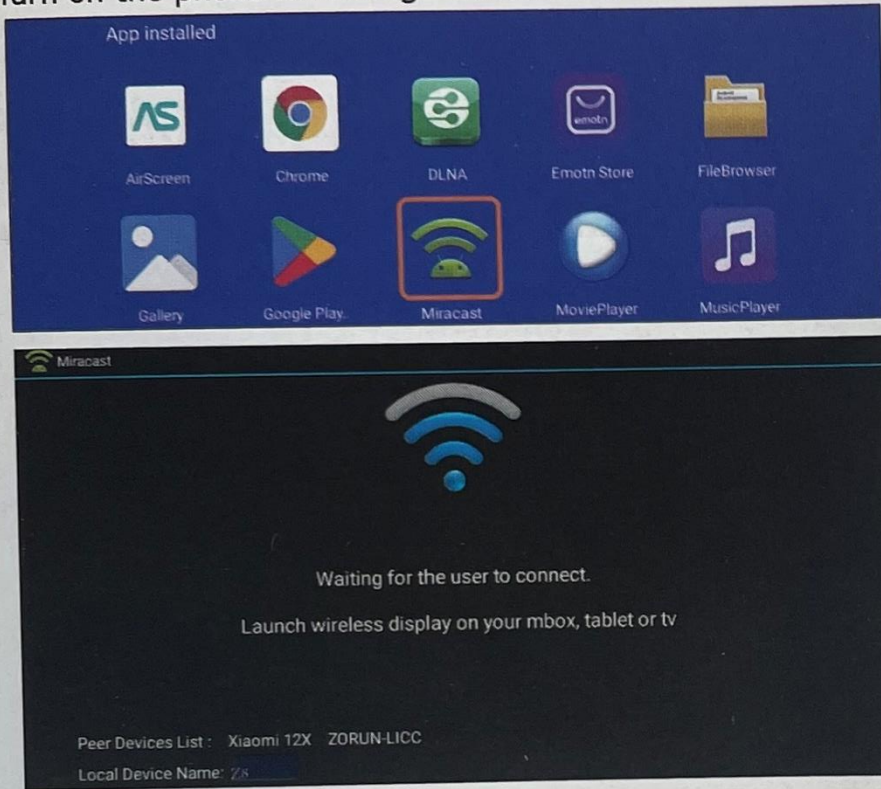 App installed
AS
emotn
AirScreen
Chrome
DLNA
Emotn Store
FileBrowser
Gallery
Google Play.
Miracast
MoviePlayer
MusicPlayer
Miracast
Waiting for the user to connect.
Launch wireless display on your mbox, tablet or tv
Peer Devices List : Xiaomi 12X ZORUN-LICC
Local Device Name: